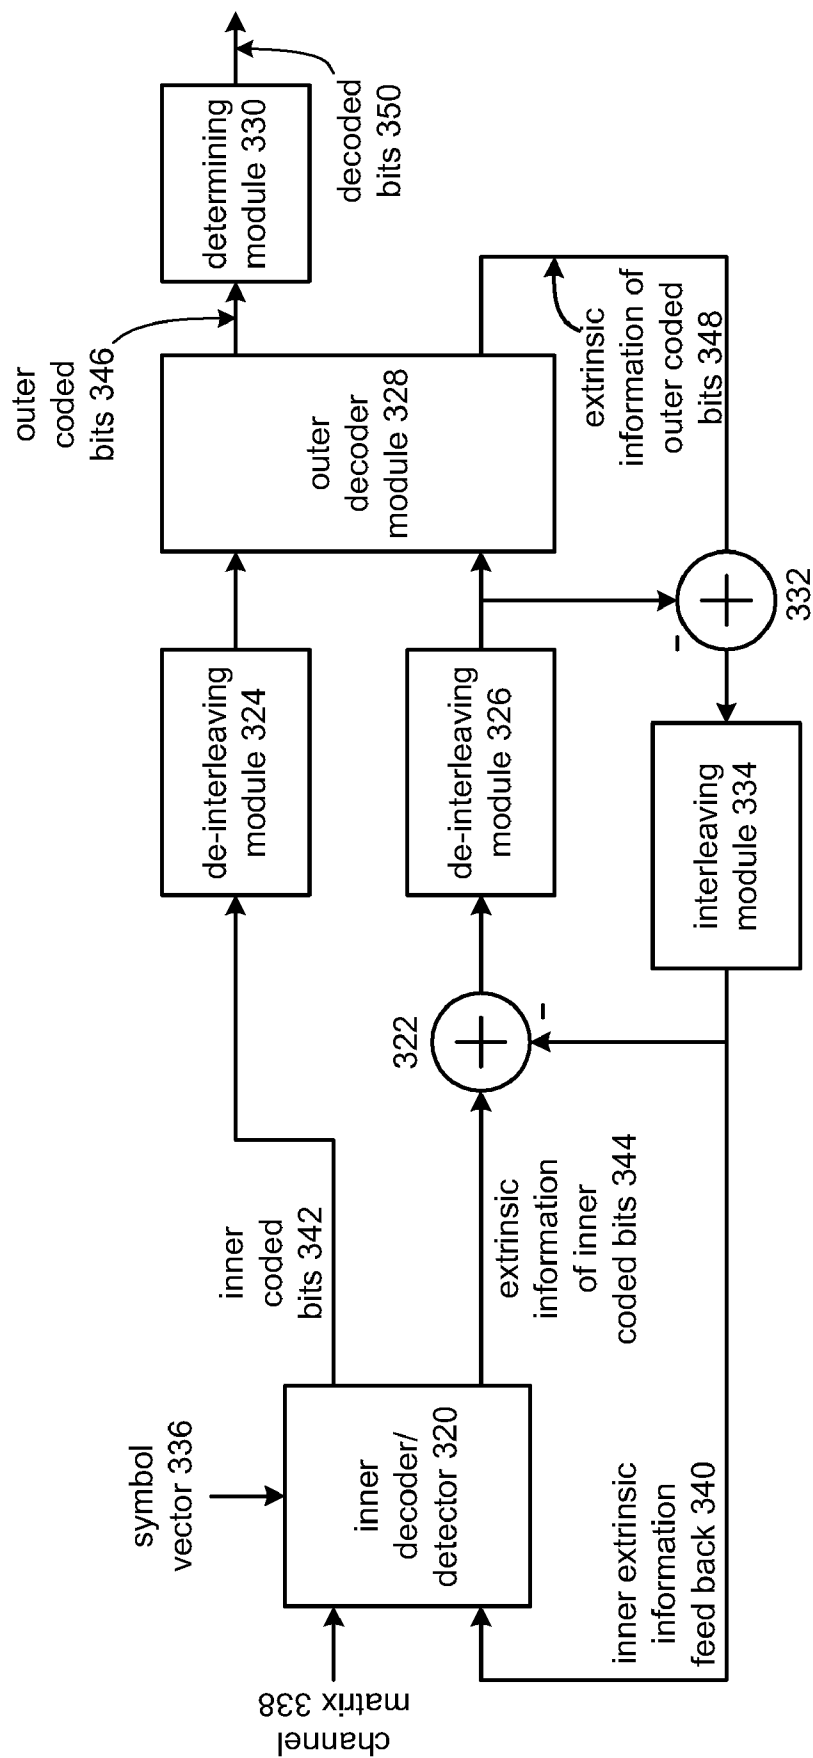 channel
matrix 338
symbol
vector 336
inner
decoder/
detector 320
inner extrinsic
information
feed back 340
inner
coded
bits 342
extrinsic
information
of inner
coded bits 344
322
-
de-interleaving
module 324
de-interleaving
module 326
interleaving
module 334
-
332
outer
decoder
module 328
outer
coded
bits 346
extrinsic
information of
outer coded
bits 348
determining
module 330
decoded
bits 350